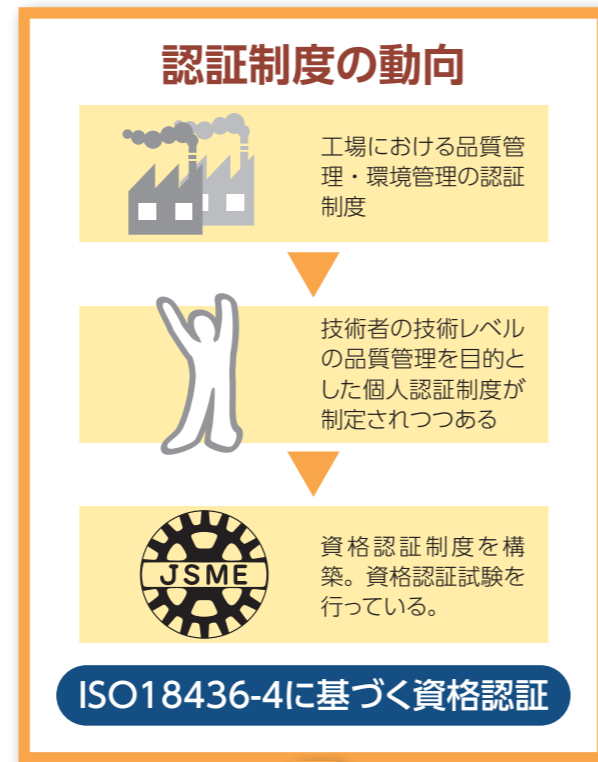 認証制度の動向
工場における品質管
理・環境管理の認証
制度
技術者の技術レベル
の品質管理を目的と
した個人認証制度が
制定されつつある
JSME
資格認証制度を構
築。資格認証試験を
行っている。
ISO18436-4に基づく資格認証